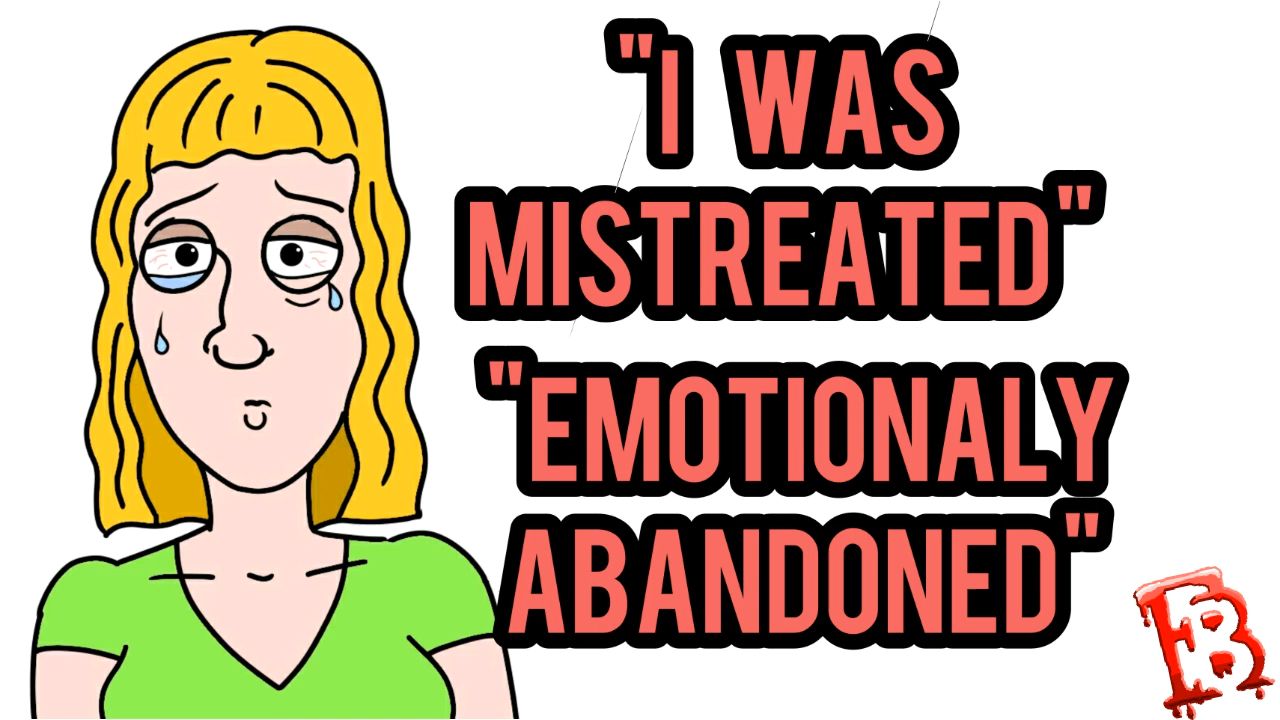 "I WAS
MISTREATED"
"EMOTIONALY
ABANDONED"
B